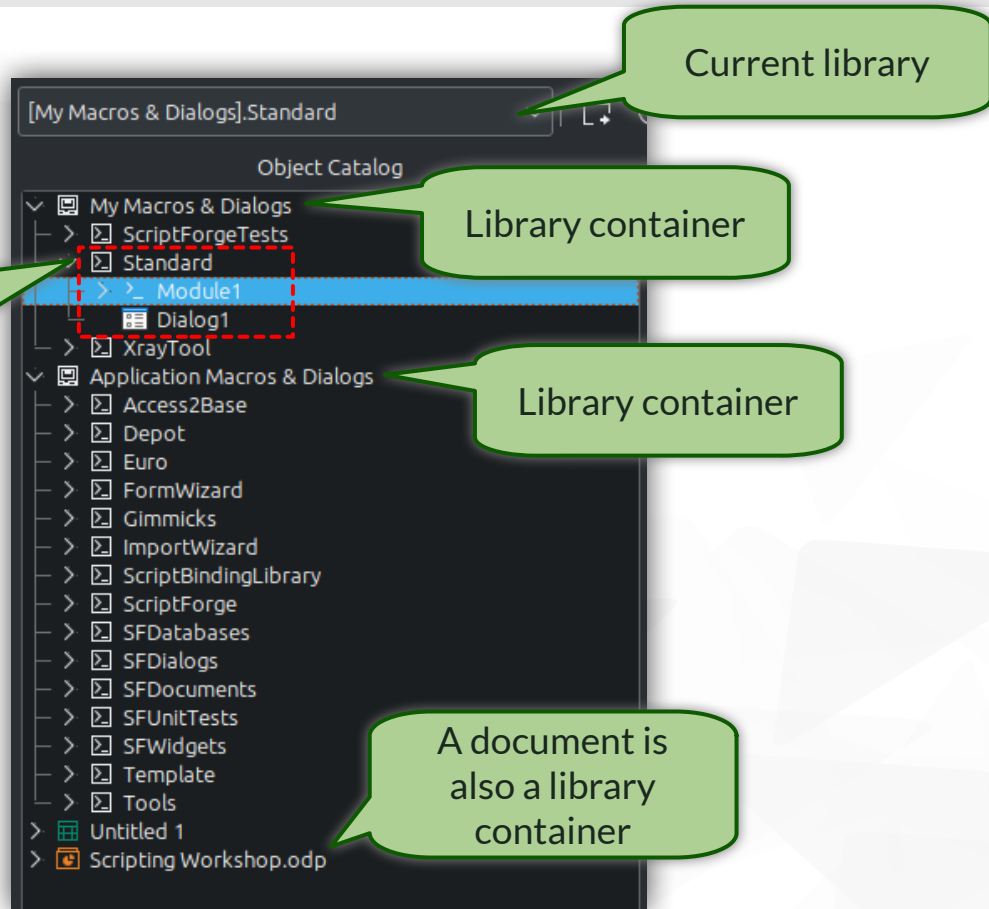 Current library
[My Macros & Dialogs].Standard
Object Catalog
My Macros & Dialogs
Library container
ScriptForgeTests
Standard
Module1
Dialog1
XrayTool
Application Macros & Dialogs
Library container
Access2Base
Depot
Euro
FormWizard
Gimmicks
ImportWizard
ScriptBindingLibrary
ScriptForge
SFDatabases
SFDialogs
SFDocuments
SFUnitTests
SFWidgets
Template
Tools
A document is
also a library
container
Untitled 1
Scripting Workshop.odp